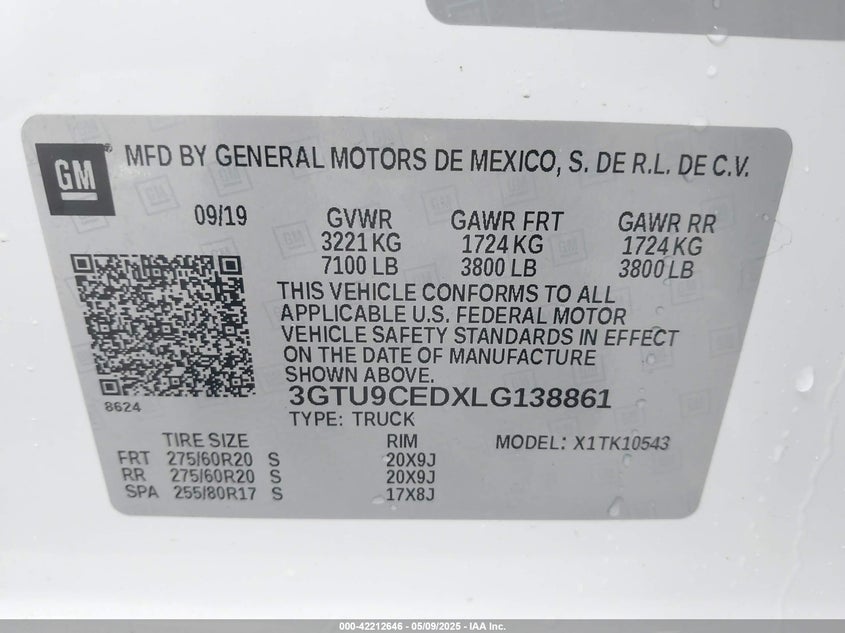 GM
MFD BY GENERAL MOTORS DE MEXICO, S. DE R.L. DE C.V.
09/19 GVWR GAWR FRT GAWR RR
3221 KG 1724 KG 1724 KG
7100 LB 3800 LB 3800 LB
THIS VEHICLE CONFORMS TO ALL
APPLICABLE U.S. FEDERAL MOTOR
VEHICLE SAFETY STANDARDS IN EFFECT
ON THE DATE OF MANUFACTURE
SHOWN ABOVE.
8624
3GTU9CEDXLG138861
TYPE: TRUCK
TIRE SIZE RIM MODEL: X1TK10543
FRT 275/60R20 S 20X9J
RR 275/60R20 S 20X9J
SPA 255/80R17 S 17X8J
000-42212646 - 05/09/2025 - IAA Inc.